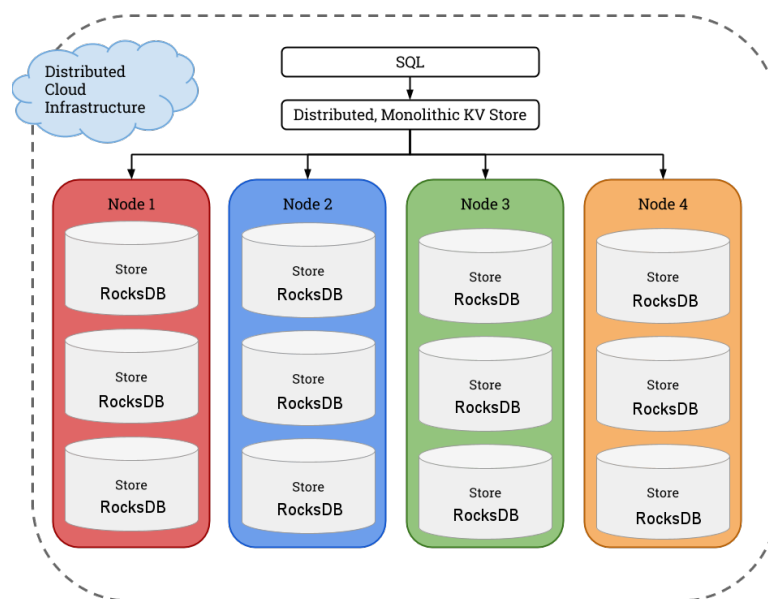 Distributed
Cloud
Infrastructure
SQL
Distributed, Monolithic KV Store
Node 1
Store
RocksDB
Store
RocksDB
Store
RocksDB
Node 2
Store
RocksDB
Store
RocksDB
Store
RocksDB
Node 3
Store
RocksDB
Store
RocksDB
Store
RocksDB
Node 4
Store
RocksDB
Store
RocksDB
Store
RocksDB